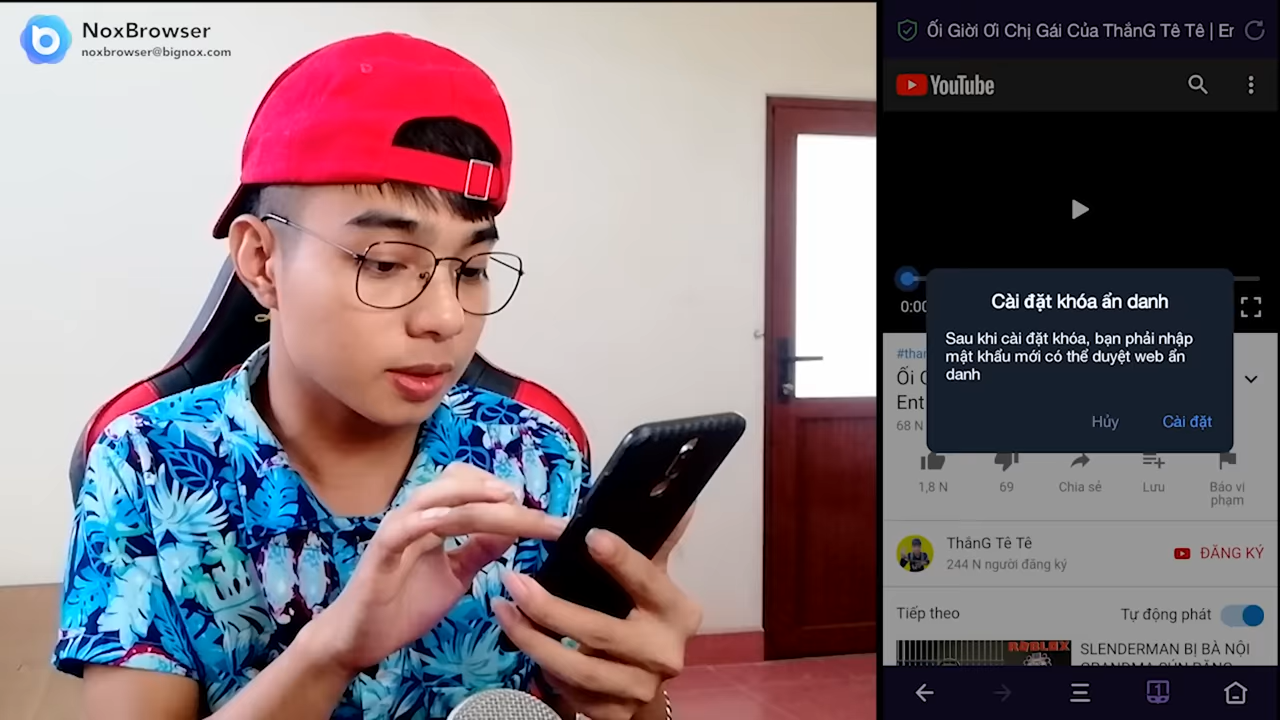 NoxBrowser
noxbrowser@bignox.com
Ối Giời Ơi Chị Gái Của ThắnG Tê Tê | Er
YouTube
0:00
Cài đặt khóa ẩn danh
Sau khi cài đặt khóa, bạn phải nhập
mật khẩu mới có thể duyệt web ẩn
danh
Hủy
Cài đặt
#than
Ối
Ent
68 N
1,8 N
69
Chia sẻ
Lưu
Báo vi
phạm
ThắnG Tê Tê
244 N người đăng ký
ĐĂNG KÝ
Tiếp theo
Tự động phát
ROBLOX
SLENDERMAN BỊ BÀ NỘI
1